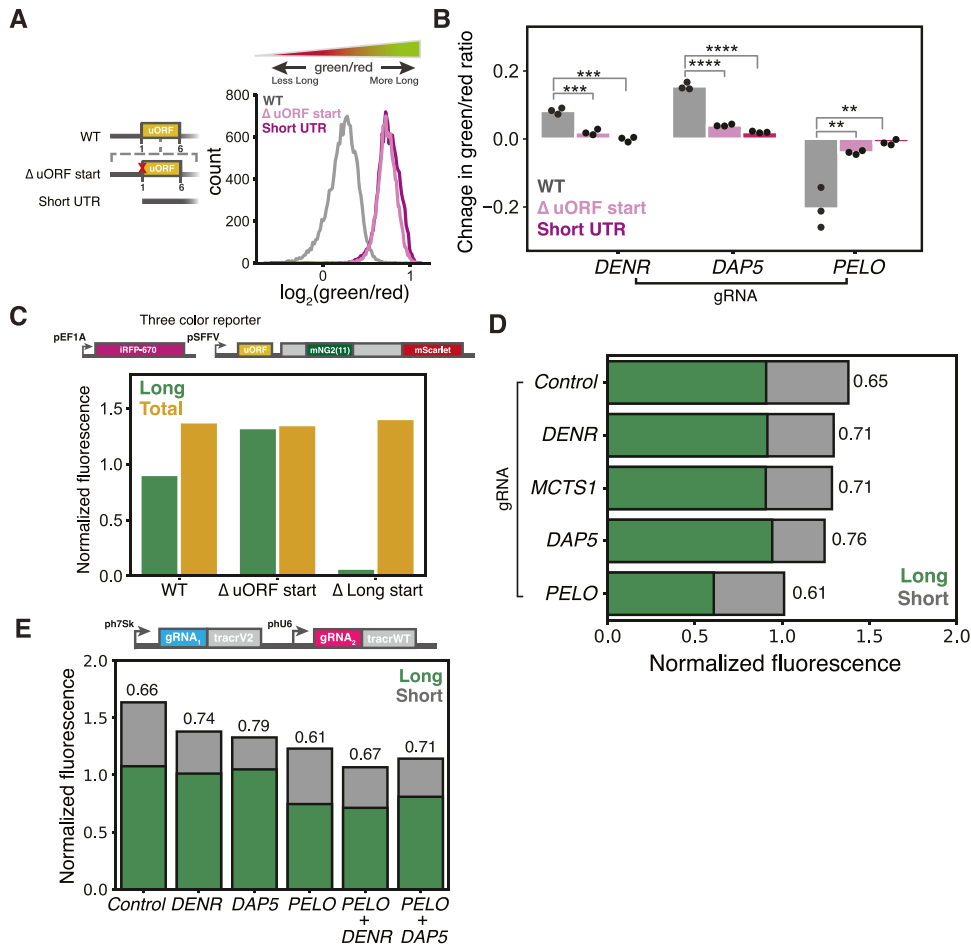 A
green/red
Less Long
More Long
WT
uORF
1
6
Δ uORF start
uORF
1
6
Short UTR
count
800
600
400
200
0
WT
Δ uORF start
Short UTR
0
1
log2(green/red)
B
Chnage in green/red ratio
0.2
0.0
−0.2
***
***
****
****
**
**
WT
Δ uORF start
Short UTR
DENR
DAP5
PELO
gRNA
C
Three color reporter
pEF1A
iRFP-670
pSFFV
uORF
mNG2(11)
mScarlet
Normalized fluorescence
1.5
1.0
0.5
0.0
Long
Total
WT
Δ uORF start
Δ Long start
D
gRNA
Control
0.65
DENR
0.71
MCTS1
0.71
DAP5
0.76
PELO
0.61
Long
Short
0.0
0.5
1.0
1.5
2.0
Normalized fluorescence
E
ph7Sk
gRNA1
tracrV2
phU6
gRNA2
tracrWT
Normalized fluorescence
2.0
1.5
1.0
0.5
0.0
Long
Short
0.66
0.74
0.79
0.61
0.67
0.71
Control
DENR
DAP5
PELO
PELO
+
DENR
PELO
+
DAP5